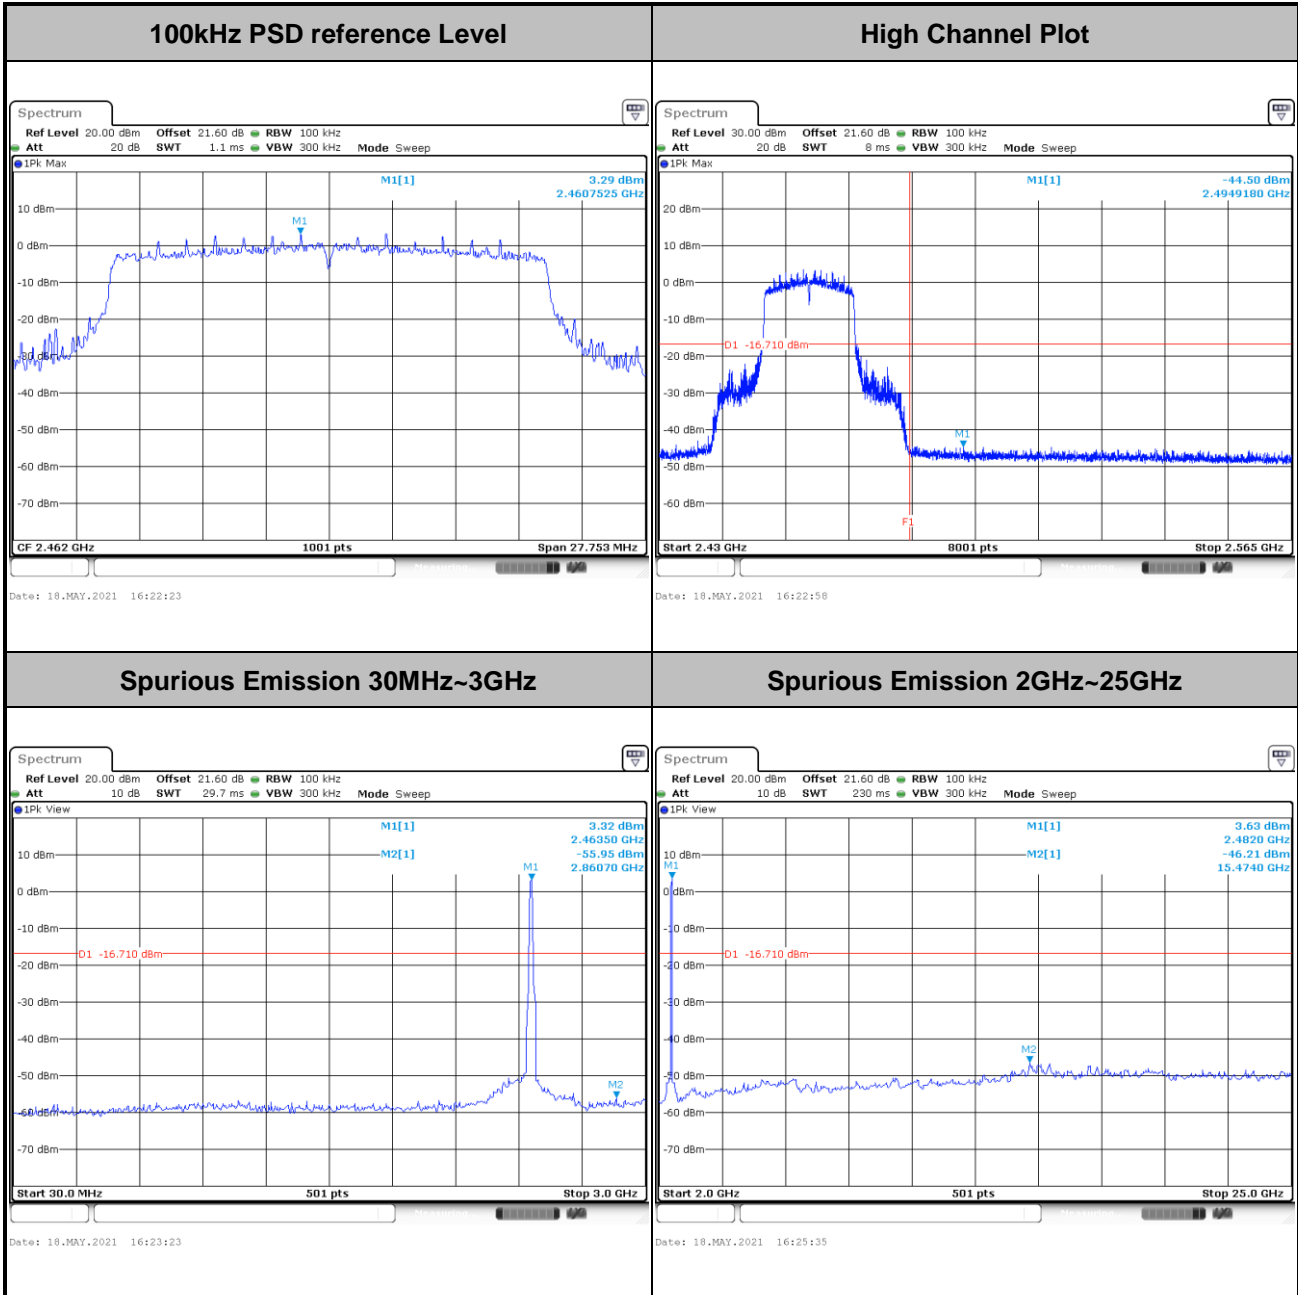 100kHz PSD reference Level
High Channel Plot
Spectrum
Ref Level 20.00 dBm Offset 21.60 dB RBW 100 kHz
Att 20 dB SWT 1.1 ms VBW 300 kHz Mode Sweep
1Pk Max
M1[1] 3.29 dBm
2.4607525 GHz
M1
10 dBm
0 dBm
-10 dBm
-20 dBm
-30 dBm
-40 dBm
-50 dBm
-60 dBm
-70 dBm
CF 2.462 GHz 1001 pts Span 27.753 MHz
Measuring...
Date: 18.MAY.2021 16:22:23
Spectrum
Ref Level 30.00 dBm Offset 21.60 dB RBW 100 kHz
Att 20 dB SWT 8 ms VBW 300 kHz Mode Sweep
1Pk Max
M1[1] -44.50 dBm
2.4949180 GHz
20 dBm
10 dBm
0 dBm
-10 dBm
D1 -16.710 dBm
-20 dBm
-30 dBm
-40 dBm
M1
-50 dBm
-60 dBm
F1
Start 2.43 GHz 8001 pts Stop 2.565 GHz
Measuring...
Date: 18.MAY.2021 16:22:58
Spurious Emission 30MHz~3GHz
Spurious Emission 2GHz~25GHz
Spectrum
Ref Level 20.00 dBm Offset 21.60 dB RBW 100 kHz
Att 10 dB SWT 29.7 ms VBW 300 kHz Mode Sweep
1Pk View
M1[1] 3.32 dBm
2.46350 GHz
M2[1] -55.95 dBm
2.86070 GHz
10 dBm
M1
0 dBm
-10 dBm
D1 -16.710 dBm
-20 dBm
-30 dBm
-40 dBm
-50 dBm
M2
-60 dBm
-70 dBm
Start 30.0 MHz 501 pts Stop 3.0 GHz
Measuring...
Date: 18.MAY.2021 16:23:23
Spectrum
Ref Level 20.00 dBm Offset 21.60 dB RBW 100 kHz
Att 10 dB SWT 230 ms VBW 300 kHz Mode Sweep
1Pk View
M1[1] 3.63 dBm
2.4820 GHz
M2[1] -46.21 dBm
15.4740 GHz
10 dBm
M1
0 dBm
-10 dBm
D1 -16.710 dBm
-20 dBm
-30 dBm
-40 dBm
M2
-50 dBm
-60 dBm
-70 dBm
Start 2.0 GHz 501 pts Stop 25.0 GHz
Measuring...
Date: 18.MAY.2021 16:25:35